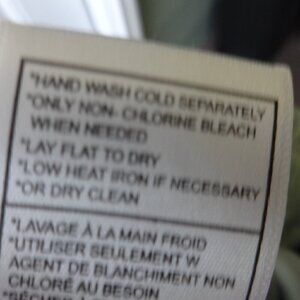 *HAND WASH COLD SEPARATELY
*ONLY NON- CHLORINE BLEACH
WHEN NEEDED
*LAY FLAT TO DRY
*LOW HEAT IRON IF NECESSARY
*OR DRY CLEAN
*LAVAGE À LA MAIN FROID
*UTILISER SEULEMENT W
AGENT DE BLANCHIMENT NON
CHLORÉ AU BESOIN